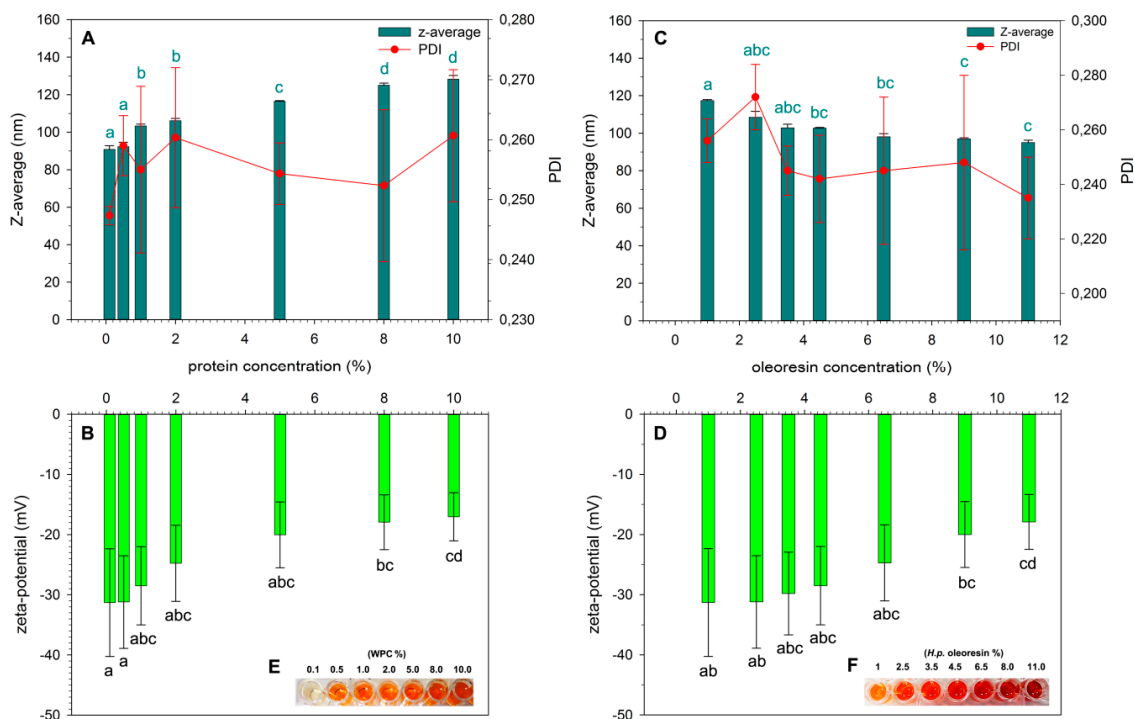 A
z-average
PDI
160
140
120
100
80
60
40
20
0
Z-average (nm)
0,280
0,270
0,260
0,250
0,240
0,230
PDI
a
a
b
b
c
d
d
0 2 4 6 8 10
protein concentration (%)
C
Z-average
PDI
160
140
120
100
80
60
40
20
0
Z-average (nm)
0,300
0,280
0,260
0,240
0,220
0,200
PDI
a
abc
abc
bc
bc
c
c
0 2 4 6 8 10 12
oleoresin concentration (%)
0 2 4 6 8 10
B
0
-10
-20
-30
-40
-50
zeta-potential (mV)
a
a
abc
abc
abc
bc
cd
E
(WPC %)
0.1 0.5 1.0 2.0 5.0 8.0 10.0
0 2 4 6 8 10 12
D
0
-10
-20
-30
-40
-50
zeta-potential (mV)
ab
ab
abc
abc
abc
bc
cd
F
(H.p. oleoresin %)
1 2.5 3.5 4.5 6.5 8.0 11.0